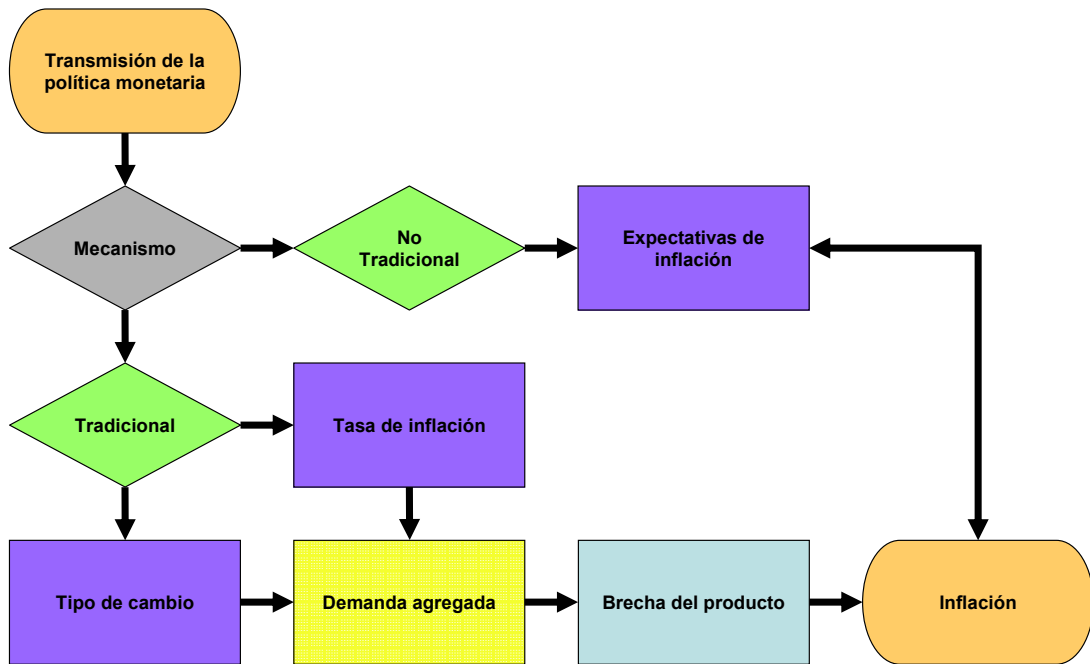 Transmisión de la
política monetaria
Mecanismo
No
Tradicional
Expectativas de
inflación
Tradicional
Tasa de inflación
Tipo de cambio
Demanda agregada
Brecha del producto
Inflación